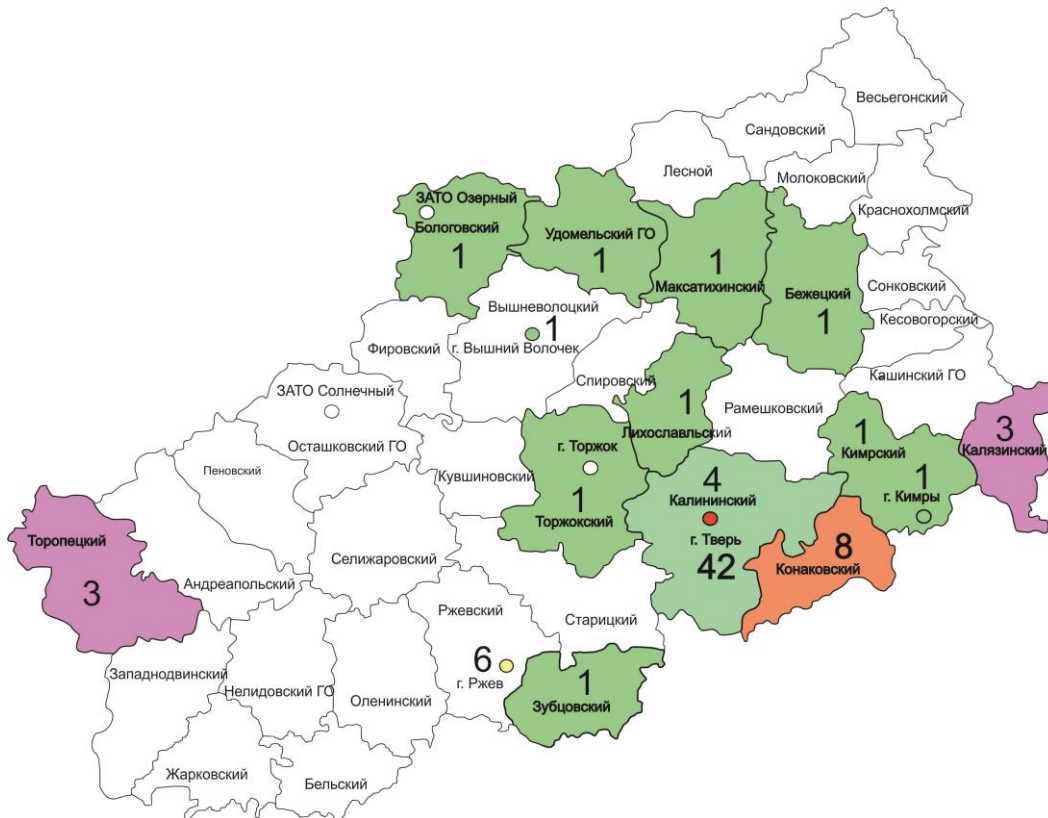 Весьегонский
Сандовский
Лесной
Молоковский
Краснохолмский
ЗАТО Озерный
Бологовский
1
Удомельский ГО
1
1
Максатихинский
Бежецкий
1
Сонковский
Кесовогорский
Кашинский ГО
Вышневолоцкий
1
г. Вышний Волочек
Фировский
Спировский
ЗАТО Солнечный
Осташковский ГО
1
Лихославльский
Рамешковский
1
Кимрский
1
г. Кимры
3
Калязинский
Пеновский
Кувшиновский
г. Торжок
1
Торжокский
4
Калининский
г. Тверь
42
8
Конаковский
Торопецкий
3
Андреапольский
Селижаровский
Ржевский
6
г. Ржев
Старицкий
1
Зубцовский
Западнодвинский
Нелидовский ГО
Оленинский
Жарковский
Бельский